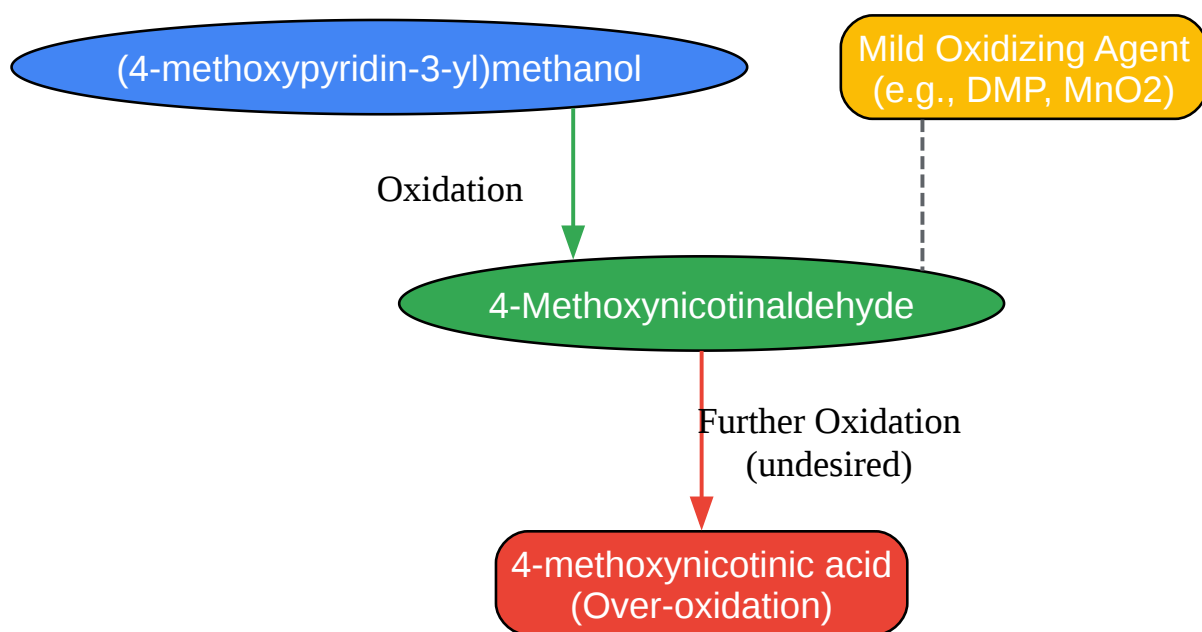 (4-methoxypyridin-3-yl)methanol
Mild Oxidizing Agent
(e.g., DMP, MnO2)
Oxidation
4-Methoxynicotinaldehyde
Further Oxidation
(undesired)
4-methoxynicotinic acid
(Over-oxidation)